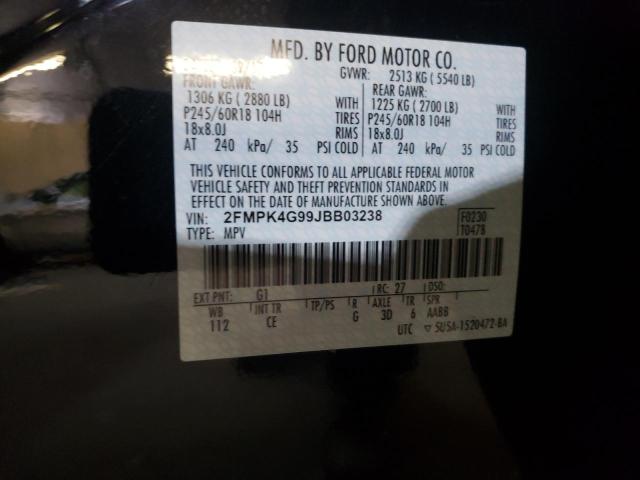 MFD. BY FORD MOTOR CO.
GVWR: 2513 KG ( 5540 LB)
FRONT GAWR: REAR GAWR:
1306 KG ( 2880 LB) WITH 1225 KG ( 2700 LB) WITH
P245/60R18 104H TIRES P245/60R18 104H TIRES
18x8.0J RIMS 18x8.0J RIMS
AT 240 kPa/ 35 PSI COLD AT 240 kPa/ 35 PSI COLD
THIS VEHICLE CONFORMS TO ALL APPLICABLE FEDERAL MOTOR
VEHICLE SAFETY AND THEFT PREVENTION STANDARDS IN
EFFECT ON THE DATE OF MANUFACTURE SHOWN ABOVE.
VIN: 2FMPK4G99JBB03238 F0230
TYPE: MPV T0478
EXT PNT: G1 RC: 27 DSO:
WB INT TR TP/PS R AXLE TR SPR
112 CE G 3D 6 AABB
UTC ▽ 5U5A-1520472-BA